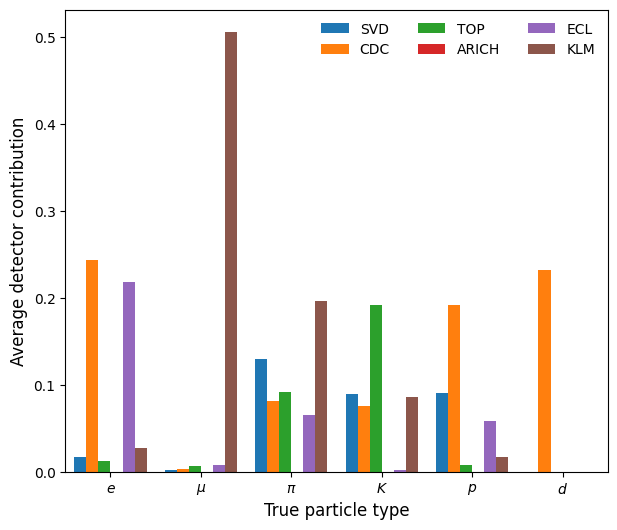 SVD TOP ECL
CDC ARICH KLM
0.5
0.4
0.3
0.2
0.1
0.0
Average detector contribution
e μ π K p d
True particle type